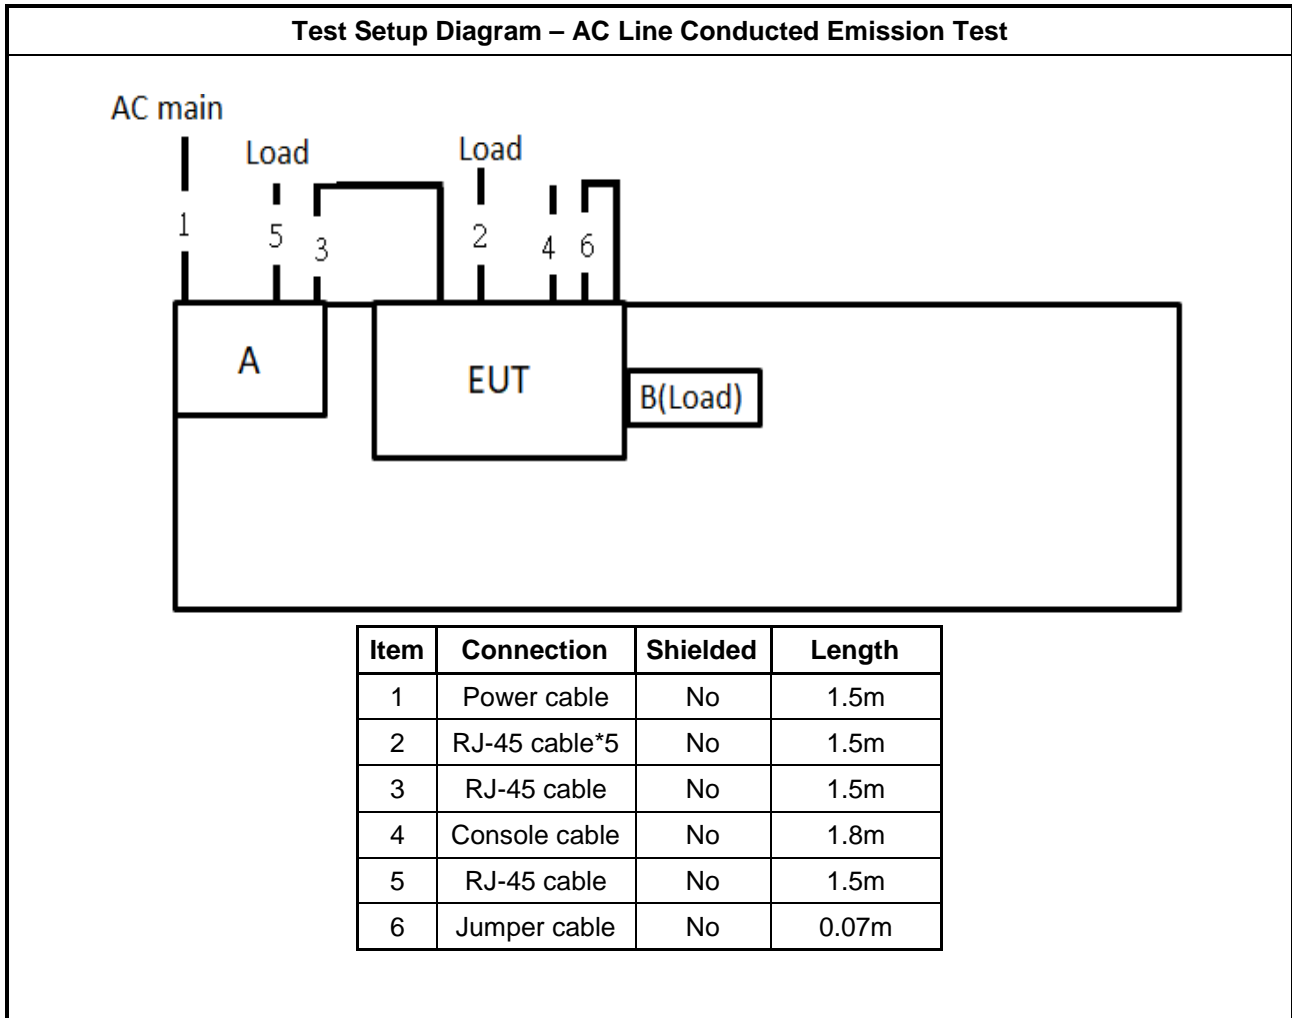 Test Setup Diagram – AC Line Conducted Emission Test
AC main
Load
Load
1
5
3
2
4
6
A
EUT
B(Load)
Item Connection Shielded Length
1 Power cable No 1.5m
2 RJ-45 cable*5 No 1.5m
3 RJ-45 cable No 1.5m
4 Console cable No 1.8m
5 RJ-45 cable No 1.5m
6 Jumper cable No 0.07m